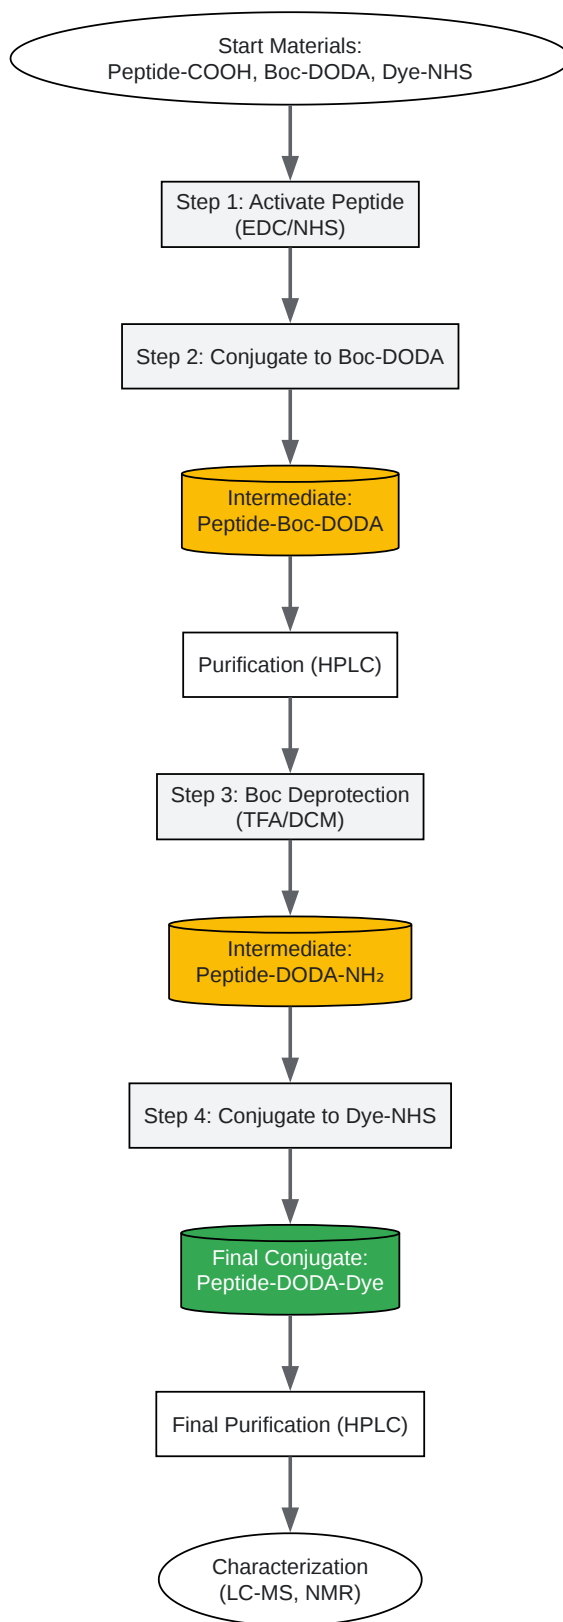 Start Materials:
Peptide-COOH, Boc-DODA, Dye-NHS
Step 1: Activate Peptide
(EDC/NHS)
Step 2: Conjugate to Boc-DODA
Intermediate:
Peptide-Boc-DODA
Purification (HPLC)
Step 3: Boc Deprotection
(TFA/DCM)
Intermediate:
Peptide-DODA-NH₂
Step 4: Conjugate to Dye-NHS
Final Conjugate:
Peptide-DODA-Dye
Final Purification (HPLC)
Characterization
(LC-MS, NMR)